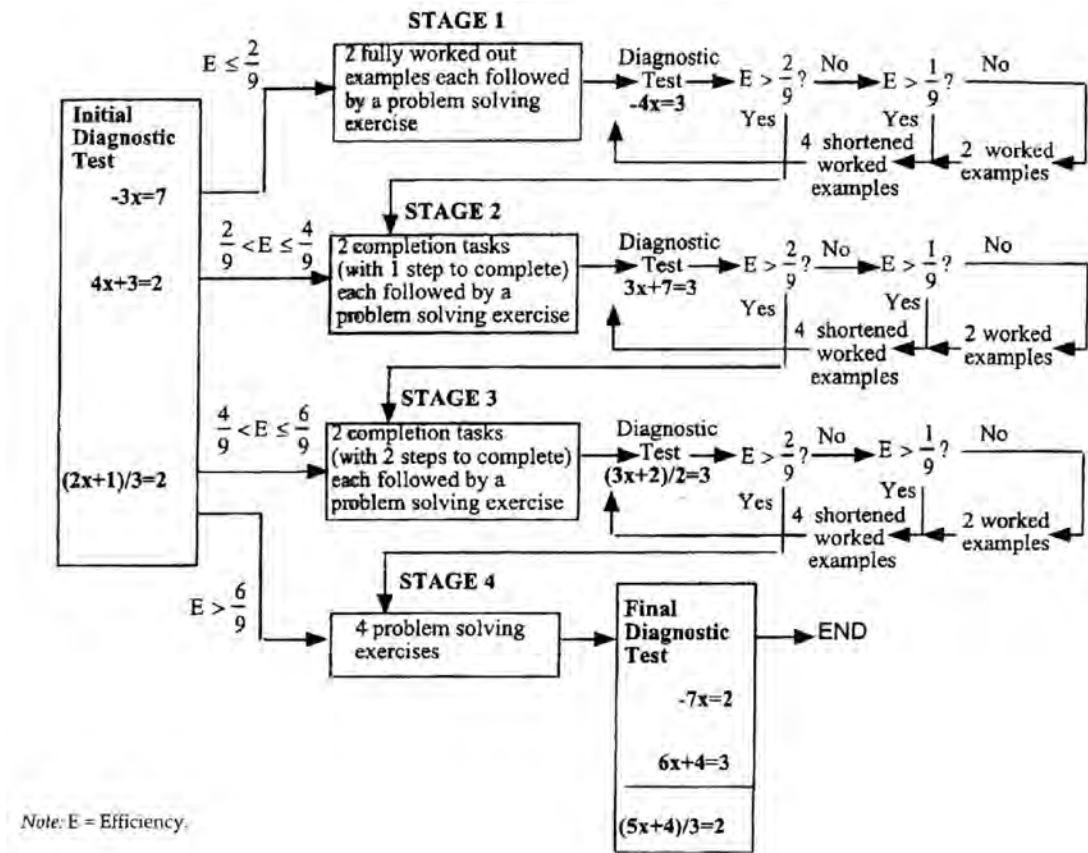 STAGE 1
E ≤ 2/9
2 fully worked out
examples each followed
by a problem solving
exercise
Diagnostic
Test
-4x=3
E > 2/9?
No
E > 1/9?
No
Yes
Yes
4 shortened
worked
examples
2 worked
examples
Initial
Diagnostic
Test
-3x=7
4x+3=2
(2x+1)/3=2
STAGE 2
2/9 < E ≤ 4/9
2 completion tasks
(with 1 step to complete)
each followed by a
problem solving exercise
Diagnostic
Test
3x+7=3
E > 2/9?
No
E > 1/9?
No
Yes
Yes
4 shortened
worked
examples
2 worked
examples
STAGE 3
4/9 < E ≤ 6/9
2 completion tasks
(with 2 steps to complete)
each followed by a
problem solving exercise
Diagnostic
Test
(3x+2)/2=3
E > 2/9?
No
E > 1/9?
No
Yes
Yes
4 shortened
worked
examples
2 worked
examples
STAGE 4
E > 6/9
4 problem solving
exercises
Final
Diagnostic
Test
-7x=2
6x+4=3
(5x+4)/3=2
END
Note: E = Efficiency.